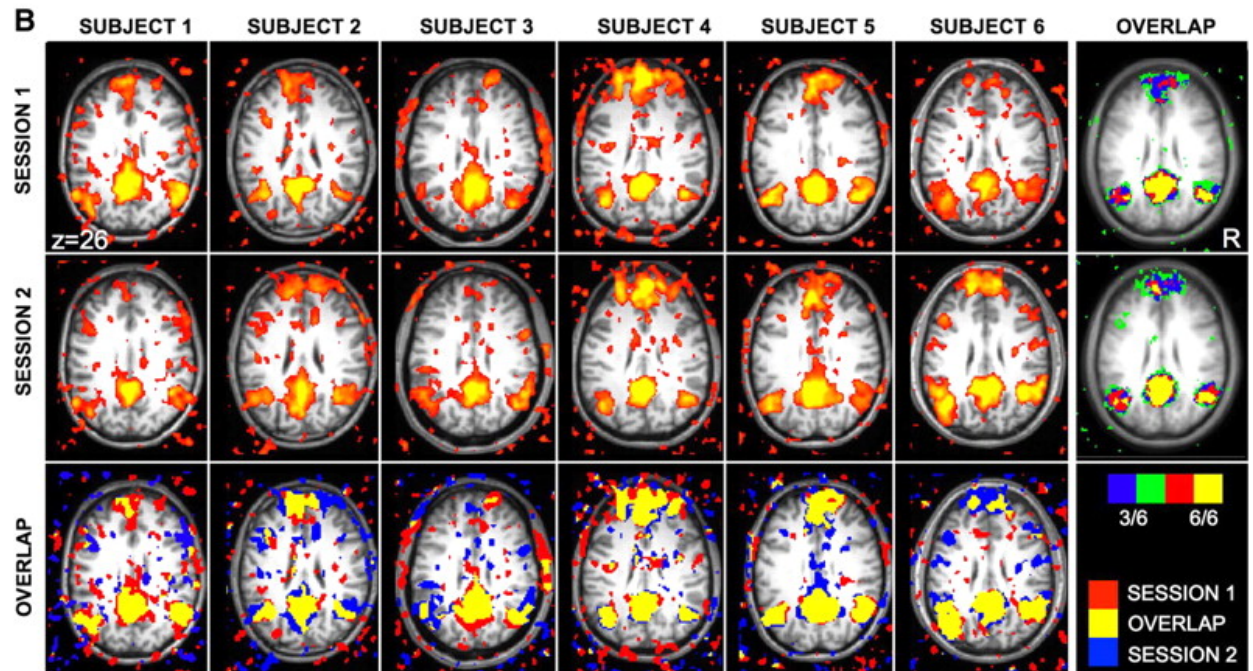 B
SUBJECT 1
SUBJECT 2
SUBJECT 3
SUBJECT 4
SUBJECT 5
SUBJECT 6
OVERLAP
SESSION 1
z=26
R
SESSION 2
OVERLAP
3/6
6/6
SESSION 1
OVERLAP
SESSION 2